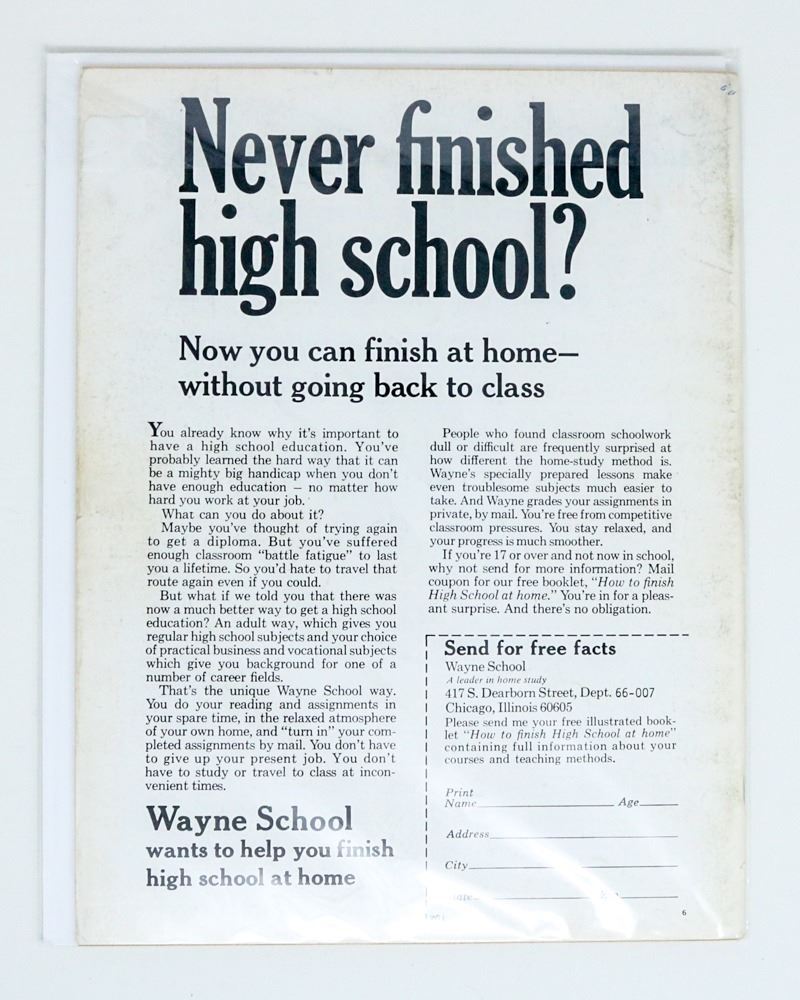 Never finished
high school?
Now you can finish at home—
without going back to class
You already know why it's important to
have a high school education. You've
probably learned the hard way that it can
be a mighty big handicap when you don't
have enough education – no matter how
hard you work at your job.
What can you do about it?
Maybe you've thought of trying again
to get a diploma. But you've suffered
enough classroom "battle fatigue" to last
you a lifetime. So you'd hate to travel that
route again even if you could.
But what if we told you that there was
now a much better way to get a high school
education? An adult way, which gives you
regular high school subjects and your choice
of practical business and vocational subjects
which give you background for one of a
number of career fields.
That's the unique Wayne School way.
You do your reading and assignments in
your spare time, in the relaxed atmosphere
of your own home, and "turn in" your com-
pleted assignments by mail. You don't have
to give up your present job. You don't
have to study or travel to class at incon-
venient times.
Wayne School
wants to help you finish
high school at home
People who found classroom schoolwork
dull or difficult are frequently surprised at
how different the home-study method is.
Wayne's specially prepared lessons make
even troublesome subjects much easier to
take. And Wayne grades your assignments in
private, by mail. You're free from competitive
classroom pressures. You stay relaxed, and
your progress is much smoother.
If you're 17 or over and not now in school,
why not send for more information? Mail
coupon for our free booklet, "How to finish
High School at home." You're in for a pleas-
ant surprise. And there's no obligation.
Send for free facts
Wayne School
A leader in home study
417 S. Dearborn Street, Dept. 66-007
Chicago, Illinois 60605
Please send me your free illustrated book-
let "How to finish High School at home"
containing full information about your
courses and teaching methods.
Print
Name Age
Address
City
6